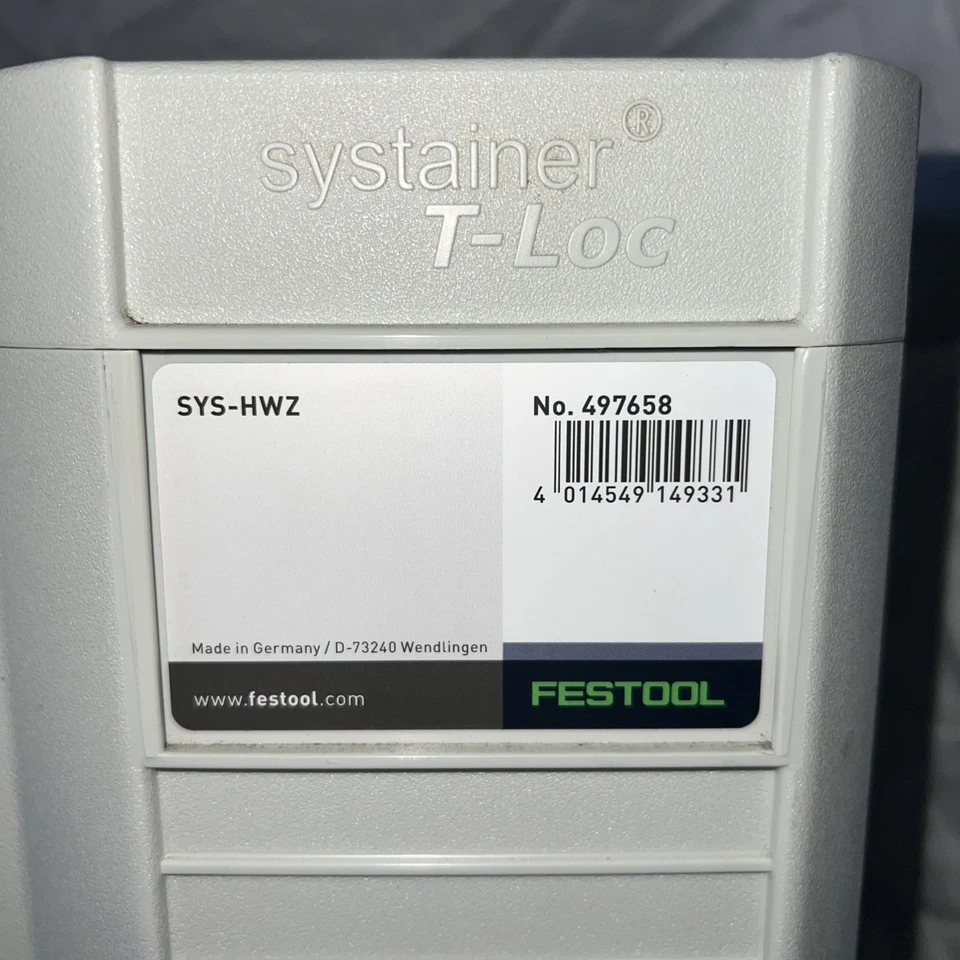 systainer®
T-Loc
SYS-HWZ
No. 497658
4 014549 149331
Made in Germany / D-73240 Wendlingen
www.festool.com
FESTOOL